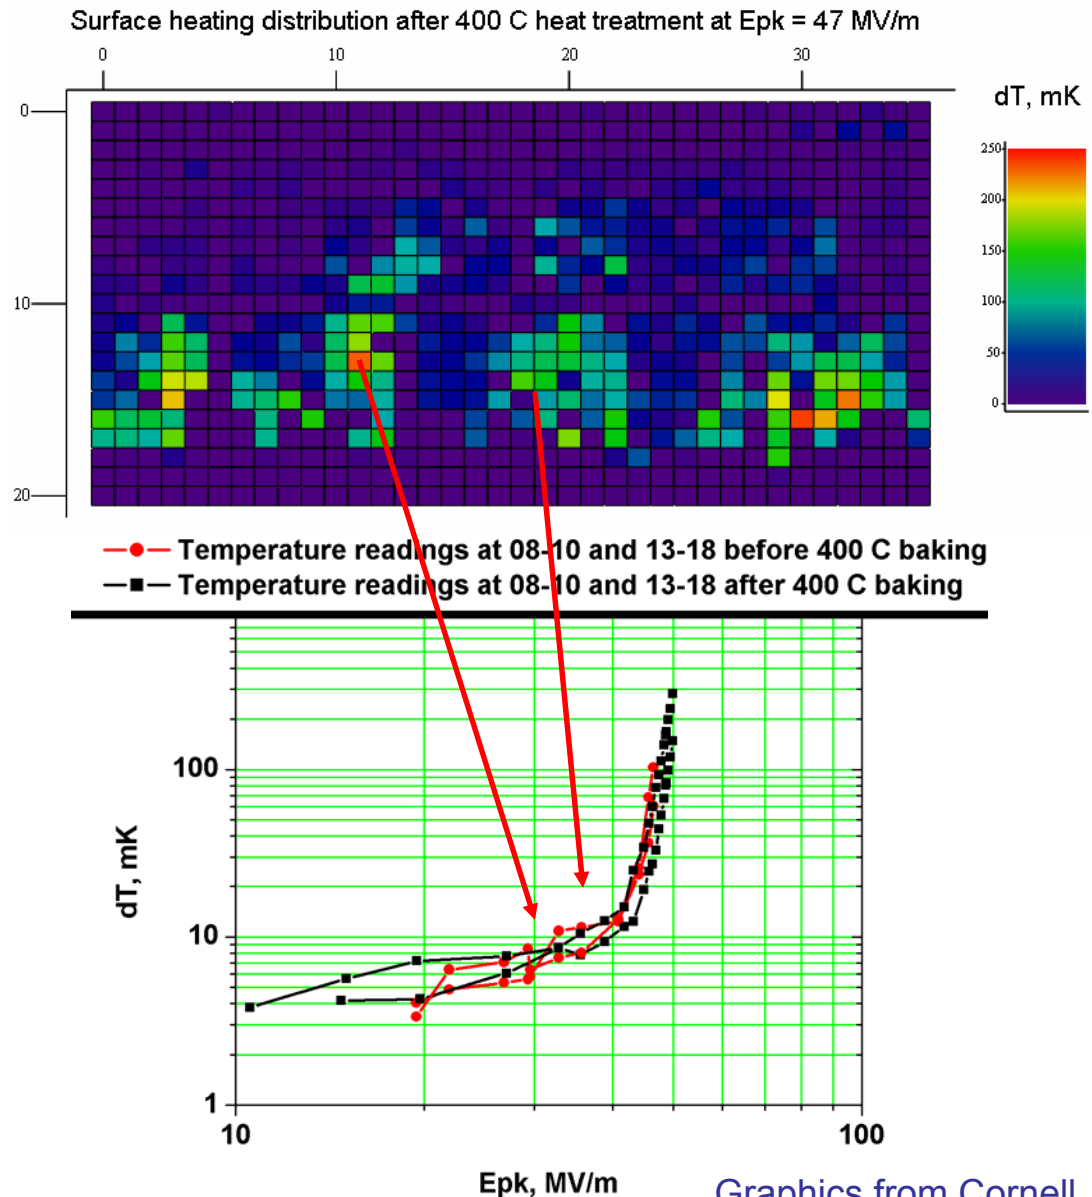 Surface heating distribution after 400 C heat treatment at Epk = 47 MV/m
0 10 20 30
dT, mK
0
10
20
250
200
150
100
50
0
Temperature readings at 08-10 and 13-18 before 400 C baking
Temperature readings at 08-10 and 13-18 after 400 C baking
100
10
1
dT, mK
10 100
Epk, MV/m
Graphics from Cornell